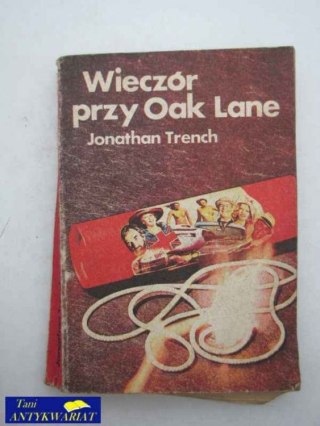 Wieczór
przy Oak Lane
Jonathan Trench
Tani
ANTYKWARIAT